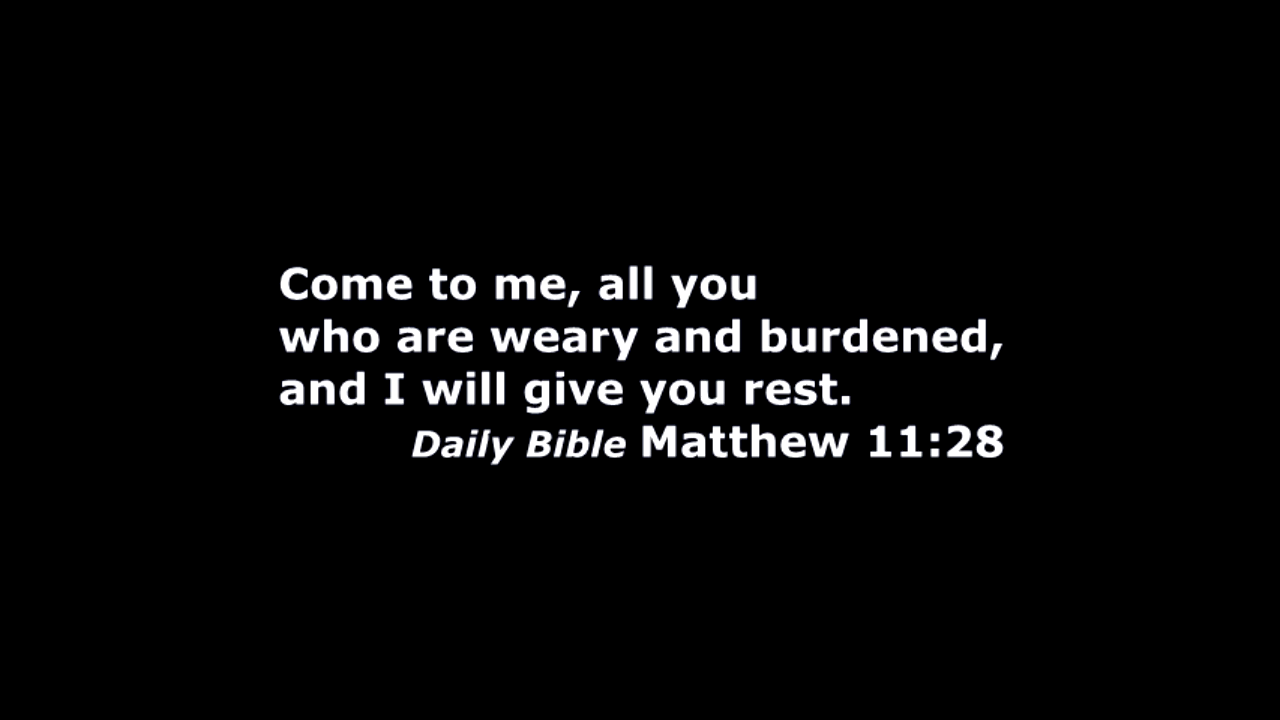 Come to me, all you
who are weary and burdened,
and I will give you rest.
Daily Bible Matthew 11:28